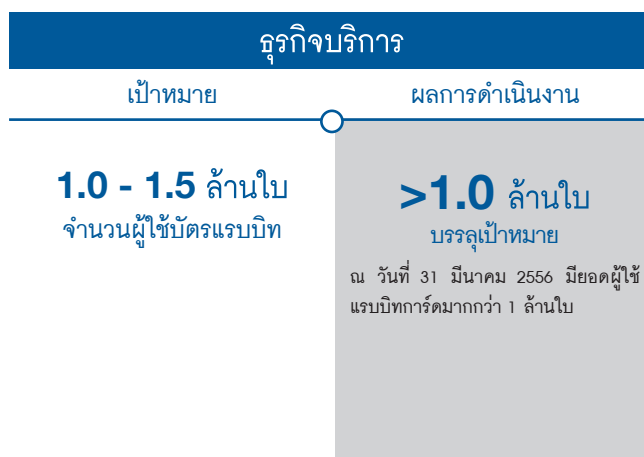 ธุรกิจบริการ
เป้าหมาย
ผลการดำเนินงาน
1.0 - 1.5 ล้านใบ
จำนวนผู้ใช้บัตรแรบบิท
>1.0 ล้านใบ
บรรลุเป้าหมาย
ณ วันที่ 31 มีนาคม 2556 มียอดผู้ใช้
แรบบิทการ์ดมากกว่า 1 ล้านใบ